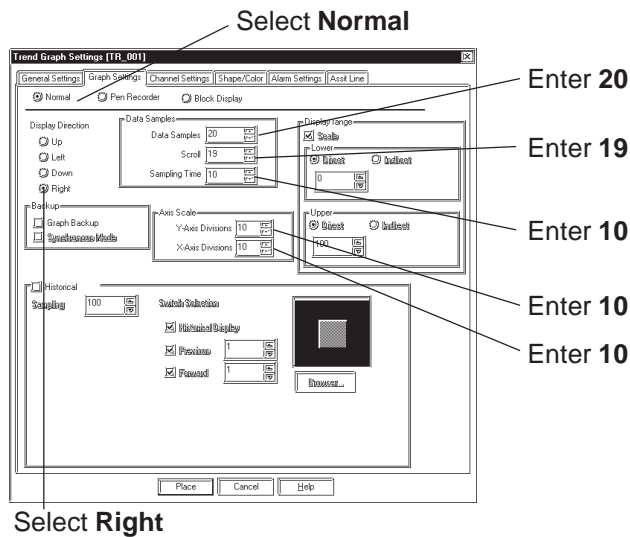 Select Normal
Trend Graph Settings [TR_001]
General Settings Graph Settings Channel Settings Shape/Color Alarm Settings Assit Line
Normal Pen Recorder Block Display
Display Direction
Up
Left
Down
Right
Data Samples
Data Samples 20
Scroll 19
Sampling Time 10
Display range
Scale
Lower
Direct Indirect
0
Upper
Direct Indirect
100
Backup
Graph Backup
Synchronous Mode
Axis Scale
Y-Axis Divisions 10
X-Axis Divisions 10
Historical
Sampling 100
Switch Selection
Historical Display
Previous 1
Forward 1
Browser...
Place Cancel Help
Enter 20
Enter 19
Enter 10
Enter 10
Enter 10
Select Right